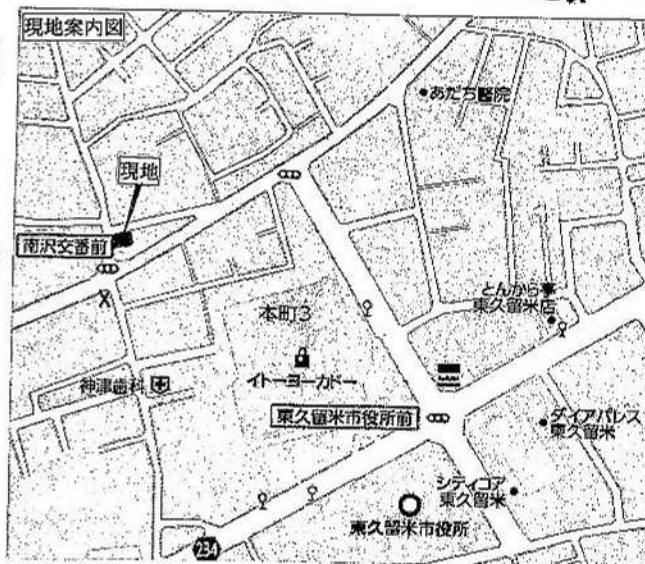 現地案内図
あだち醫院
現地
南沢交番前
とんから亭
東久留米店
本町3
イトーヨーカドー
神津歯科
東久留米市役所前
ダイアパレス
東久留米
シティコア
東久留米
東久留米市役所
234